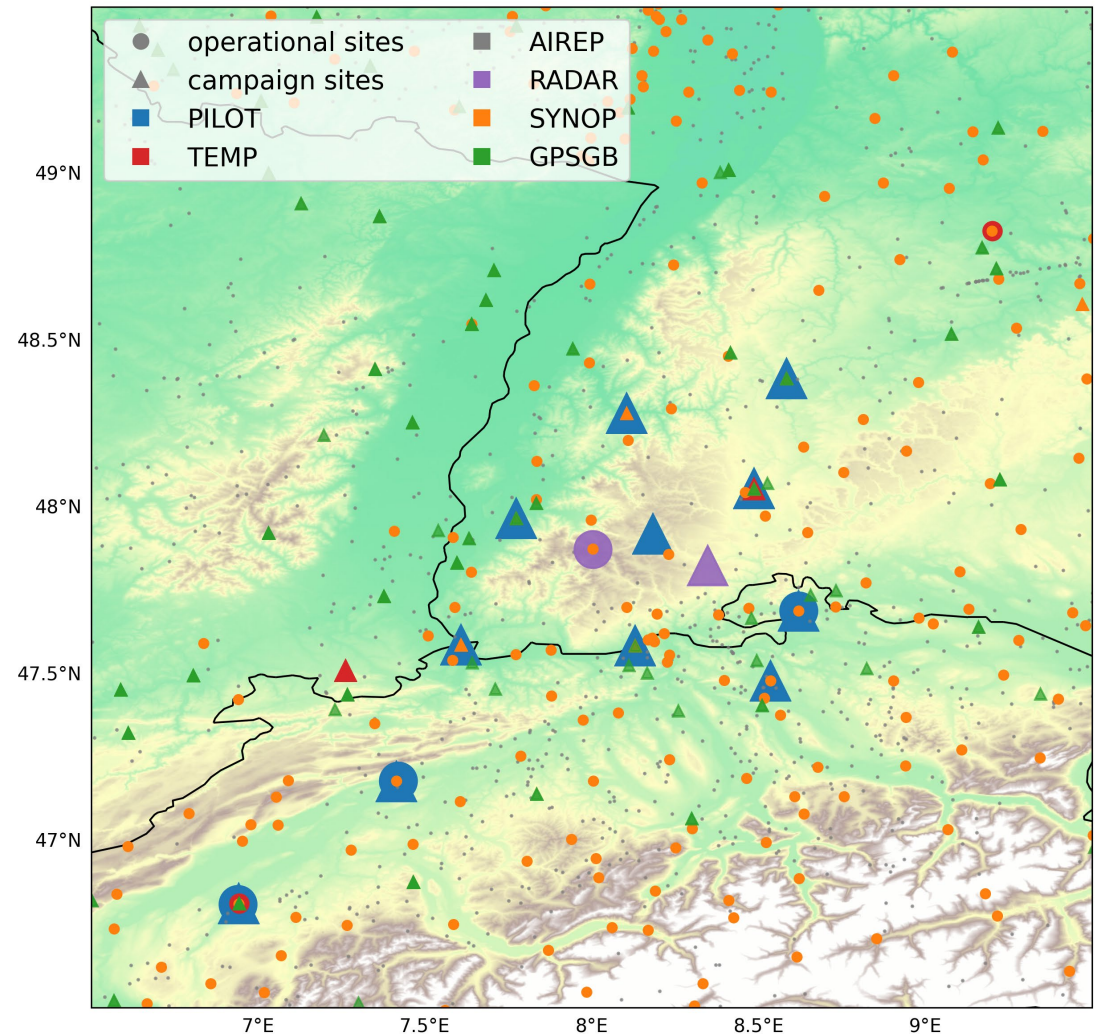 operational sites AIREP
campaign sites RADAR
PILOT SYNOP
TEMP GPSGB
49°N
48.5°N
48°N
47.5°N
47°N
7°E 7.5°E 8°E 8.5°E 9°E